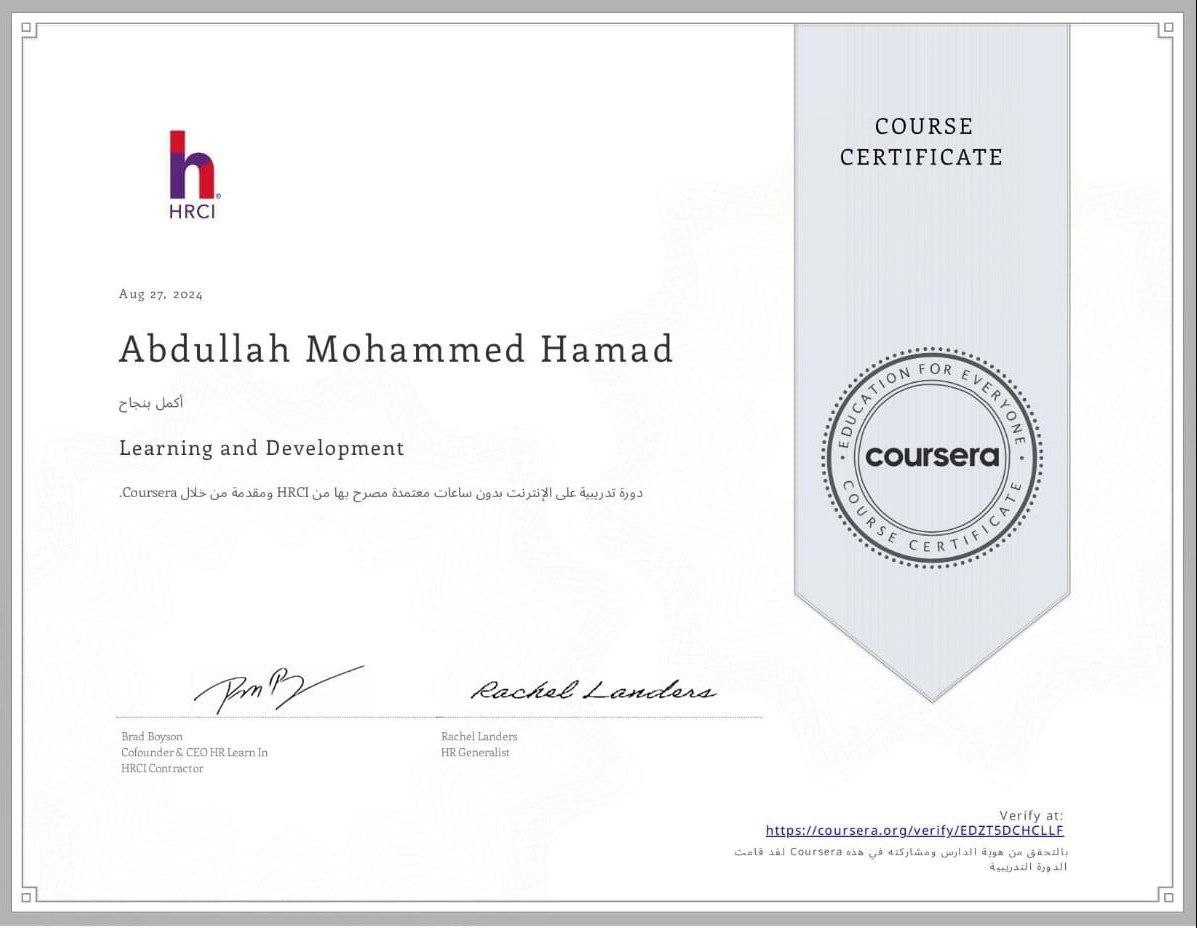 COURSE
CERTIFICATE
h®
HRCI
Aug 27, 2024
Abdullah Mohammed Hamad
أكمل بنجاح
Learning and Development
دورة تدريبية على الإنترنت بدون ساعات معتمدة مصرح بها من HRCI ومقدمة من خلال Coursera.
EDUCATION FOR EVERYONE
coursera
COURSE CERTIFICATE
Rachel Landers
Brad Boyson
Cofounder & CEO HR Learn In
HRCI Contractor
Rachel Landers
HR Generalist
Verify at:
https://coursera.org/verify/EDZT5DCHCLLF
بالتحقق من هوية الدارس ومشاركته في هذه Coursera لقد قامت
الدورة التدريبية